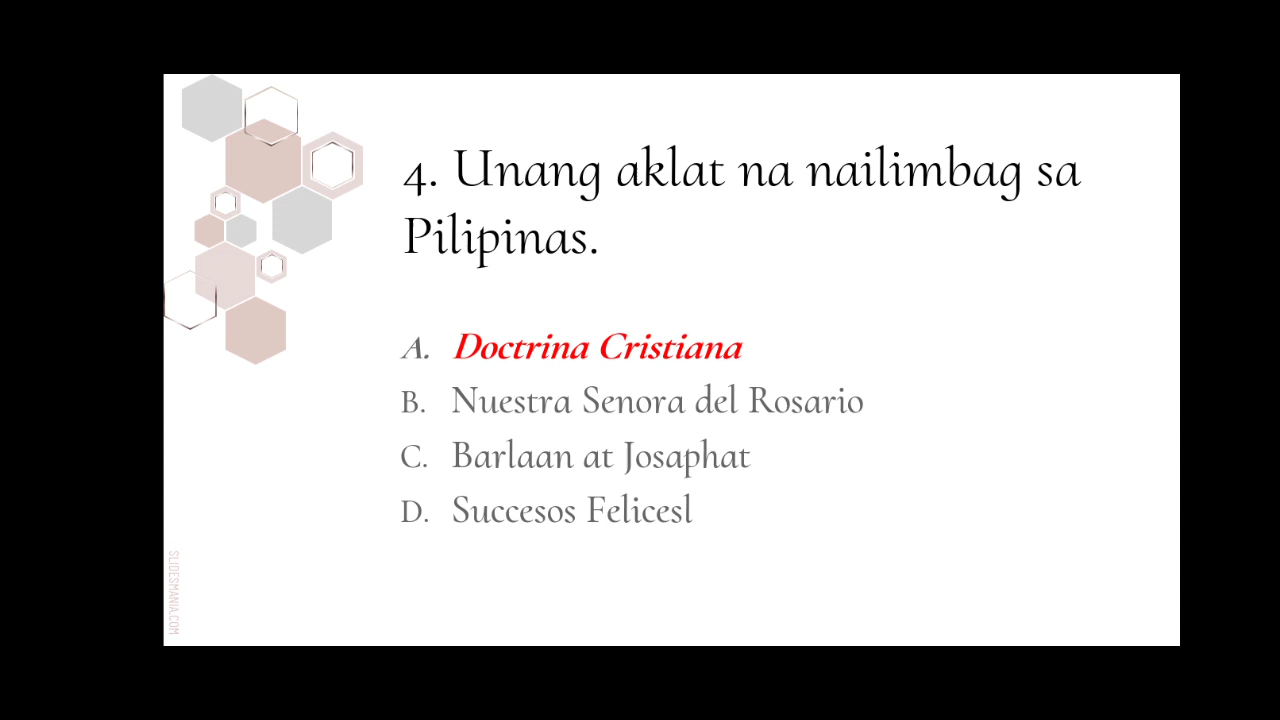 4. Unang aklat na nailimbag sa
Pilipinas.
A. Doctrina Cristiana
B. Nuestra Senora del Rosario
C. Barlaan at Josaphat
D. Succesos Felicesl
SLIDESMANIA.COM